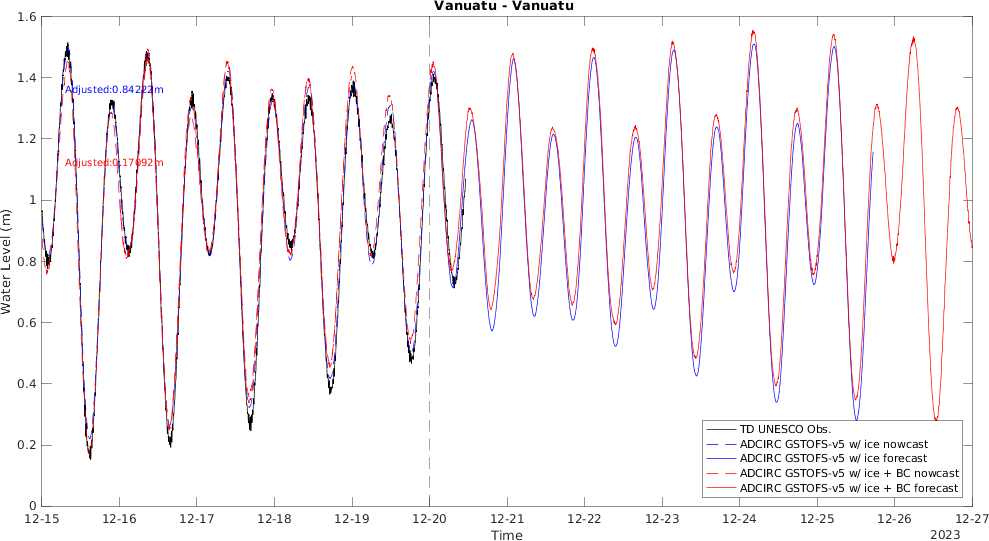 Vanuatu - Vanuatu
1.6
1.4
1.2
1
0.8
0.6
0.4
0.2
0
Water Level (m)
Adjusted:0.84222m
Adjusted:0.17092m
TD UNESCO Obs.
ADCIRC GSTOFS-v5 w/ ice nowcast
ADCIRC GSTOFS-v5 w/ ice forecast
ADCIRC GSTOFS-v5 w/ ice + BC nowcast
ADCIRC GSTOFS-v5 w/ ice + BC forecast
12-15 12-16 12-17 12-18 12-19 12-20 12-21 12-22 12-23 12-24 12-25 12-26 12-27
Time
2023